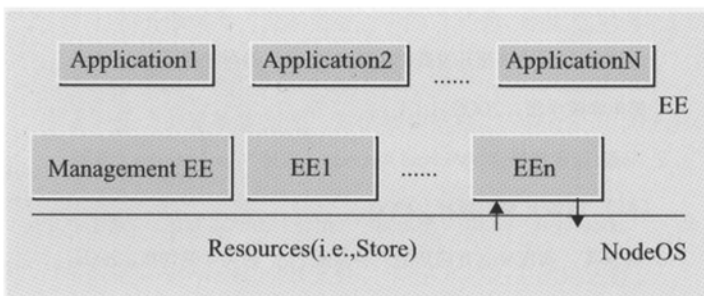 Application1 Application2 ...... ApplicationN
EE
Management EE EE1 ...... EEn
Resources(i.e.,Store) NodeOS